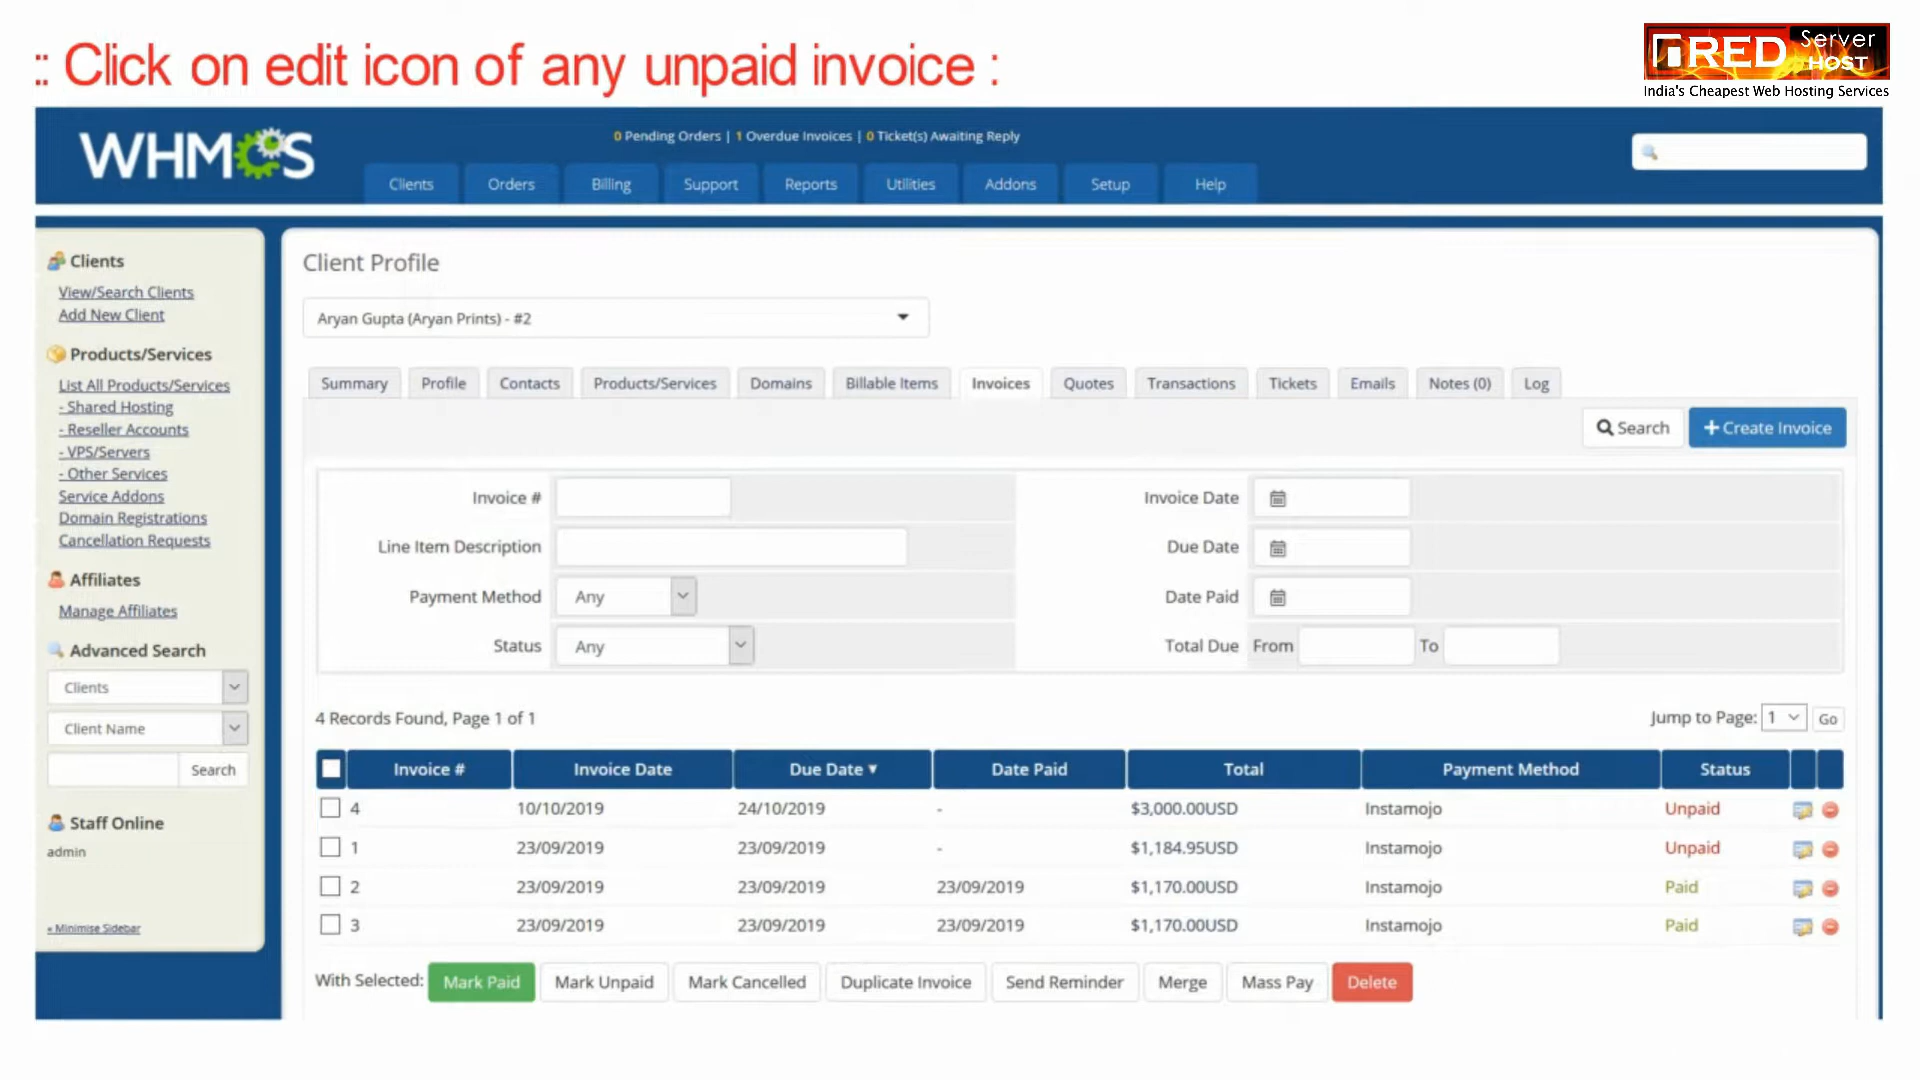 :: Click on edit icon of any unpaid invoice :
RED Server HOST
India's Cheapest Web Hosting Services
WHMCS
0 Pending Orders | 1 Overdue Invoices | 0 Ticket(s) Awaiting Reply
Clients Orders Billing Support Reports Utilities Addons Setup Help
Clients
View/Search Clients
Add New Client
Products/Services
List All Products/Services
- Shared Hosting
- Reseller Accounts
- VPS/Servers
- Other Services
Service Addons
Domain Registrations
Cancellation Requests
Affiliates
Manage Affiliates
Advanced Search
Clients
Client Name
Search
Staff Online
admin
« Minimise Sidebar
Client Profile
Aryan Gupta (Aryan Prints) - #2
Summary Profile Contacts Products/Services Domains Billable Items Invoices Quotes Transactions Tickets Emails Notes (0) Log
Search + Create Invoice
Invoice # Invoice Date
Line Item Description Due Date
Payment Method Any Date Paid
Status Any Total Due From To
4 Records Found, Page 1 of 1 Jump to Page: 1 Go
Invoice # Invoice Date Due Date ▼ Date Paid Total Payment Method Status
4 10/10/2019 24/10/2019 - $3,000.00USD Instamojo Unpaid
1 23/09/2019 23/09/2019 - $1,184.95USD Instamojo Unpaid
2 23/09/2019 23/09/2019 23/09/2019 $1,170.00USD Instamojo Paid
3 23/09/2019 23/09/2019 23/09/2019 $1,170.00USD Instamojo Paid
With Selected: Mark Paid Mark Unpaid Mark Cancelled Duplicate Invoice Send Reminder Merge Mass Pay Delete